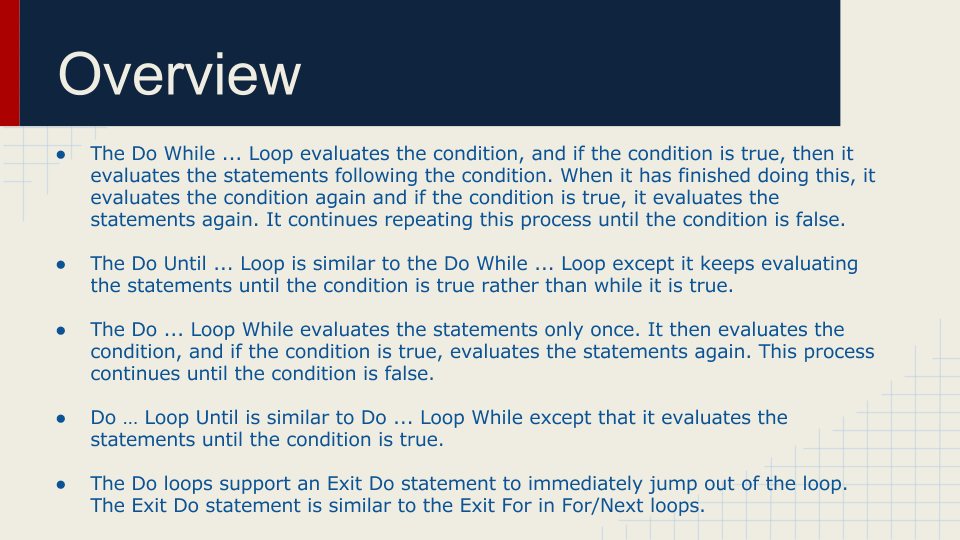 Overview
● The Do While ... Loop evaluates the condition, and if the condition is true, then it
evaluates the statements following the condition. When it has finished doing this, it
evaluates the condition again and if the condition is true, it evaluates the
statements again. It continues repeating this process until the condition is false.
● The Do Until ... Loop is similar to the Do While ... Loop except it keeps evaluating
the statements until the condition is true rather than while it is true.
● The Do ... Loop While evaluates the statements only once. It then evaluates the
condition, and if the condition is true, evaluates the statements again. This process
continues until the condition is false.
● Do … Loop Until is similar to Do ... Loop While except that it evaluates the
statements until the condition is true.
● The Do loops support an Exit Do statement to immediately jump out of the loop.
The Exit Do statement is similar to the Exit For in For/Next loops.